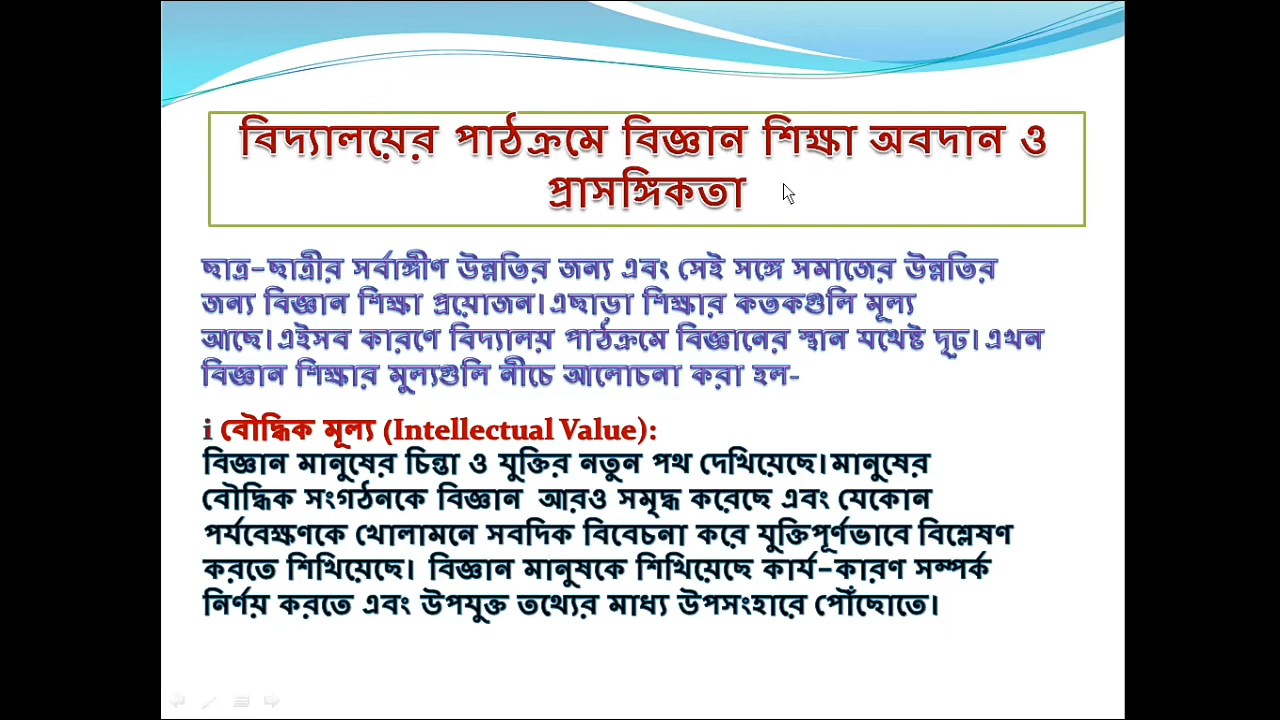 বিদ্যালয়ের পাঠক্রমে বিজ্ঞান শিক্ষা অবদান ও
প্রাসঙ্গিকতা
ছাত্র-ছাত্রীর সর্বাঙ্গীণ উন্নতির জন্য এবং সেই সঙ্গে সমাজের উন্নতির
জন্য বিজ্ঞান শিক্ষা প্রয়োজন। এছাড়া শিক্ষার কতকগুলি মূল্য
আছে। এইসব কারণে বিদ্যালয় পাঠক্রমে বিজ্ঞানের স্থান যথেষ্ট দৃঢ়। এখন
বিজ্ঞান শিক্ষার মুল্যগুলি নীচে আলোচনা করা হল-
i বৌদ্ধিক মূল্য (Intellectual Value):
বিজ্ঞান মানুষের চিন্তা ও যুক্তির নতুন পথ দেখিয়েছে। মানুষের
বৌদ্ধিক সংগঠনকে বিজ্ঞান আরও সমৃদ্ধ করেছে এবং যেকোন
পর্যবেক্ষণকে খোলামনে সবদিক বিবেচনা করে যুক্তিপূর্ণভাবে বিশ্লেষণ
করতে শিখিয়েছে। বিজ্ঞান মানুষকে শিখিয়েছে কার্য-কারণ সম্পর্ক
নির্ণয় করতে এবং উপযুক্ত তথ্যের মাধ্য উপসংহারে পৌঁছোতে।